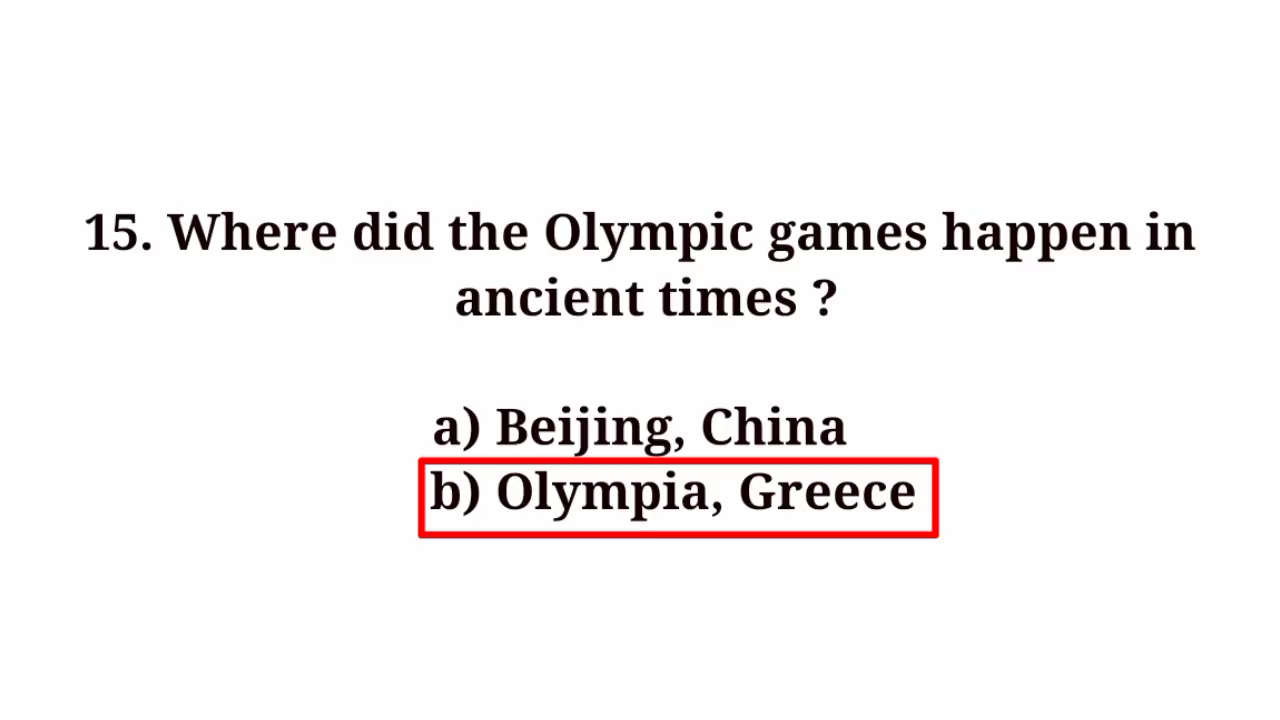 15. Where did the Olympic games happen in
ancient times ?
a) Beijing, China
b) Olympia, Greece